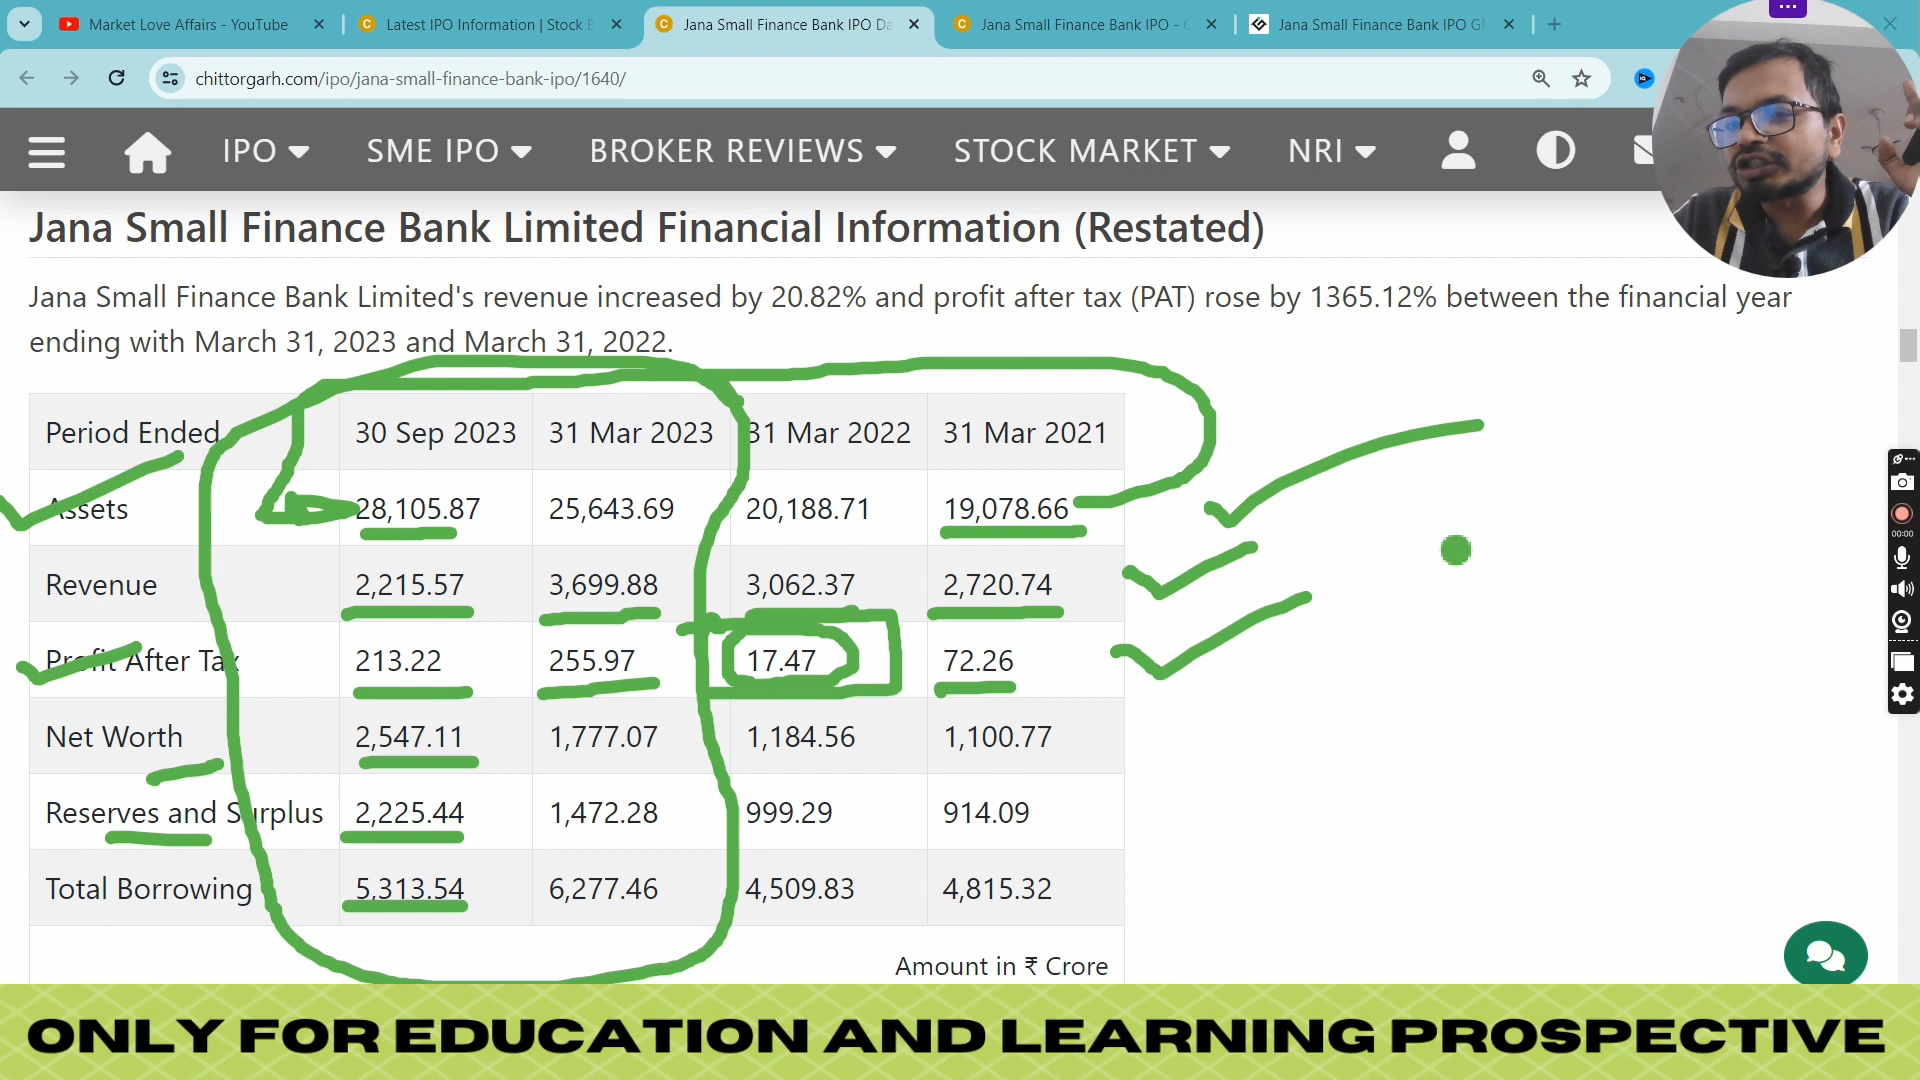 Market Love Affairs - YouTube
Latest IPO Information | Stock B
Jana Small Finance Bank IPO Da
Jana Small Finance Bank IPO - G
Jana Small Finance Bank IPO GM
chittorgarh.com/ipo/jana-small-finance-bank-ipo/1640/
IPO SME IPO BROKER REVIEWS STOCK MARKET NRI
Jana Small Finance Bank Limited Financial Information (Restated)
Jana Small Finance Bank Limited's revenue increased by 20.82% and profit after tax (PAT) rose by 1365.12% between the financial year
ending with March 31, 2023 and March 31, 2022.
Period Ended 30 Sep 2023 31 Mar 2023 31 Mar 2022 31 Mar 2021
Assets 28,105.87 25,643.69 20,188.71 19,078.66
Revenue 2,215.57 3,699.88 3,062.37 2,720.74
Profit After Tax 213.22 255.97 17.47 72.26
Net Worth 2,547.11 1,777.07 1,184.56 1,100.77
Reserves and Surplus 2,225.44 1,472.28 999.29 914.09
Total Borrowing 5,313.54 6,277.46 4,509.83 4,815.32
Amount in ₹ Crore
00:00
ONLY FOR EDUCATION AND LEARNING PROSPECTIVE